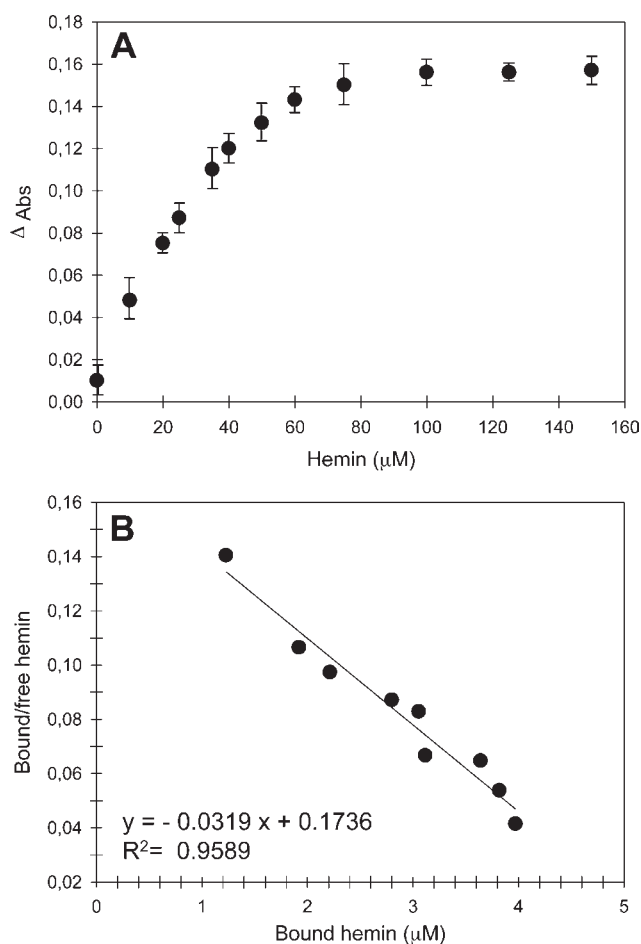 A
0,18
0,16
0,14
0,12
0,10
0,08
0,06
0,04
0,02
0,00
Δ Abs
0 20 40 60 80 100 120 140 160
Hemin (μM)
B
0,16
0,14
0,12
0,10
0,08
0,06
0,04
0,02
Bound/free hemin
y = - 0.0319 x + 0.1736
R²= 0.9589
0 1 2 3 4 5
Bound hemin (μM)